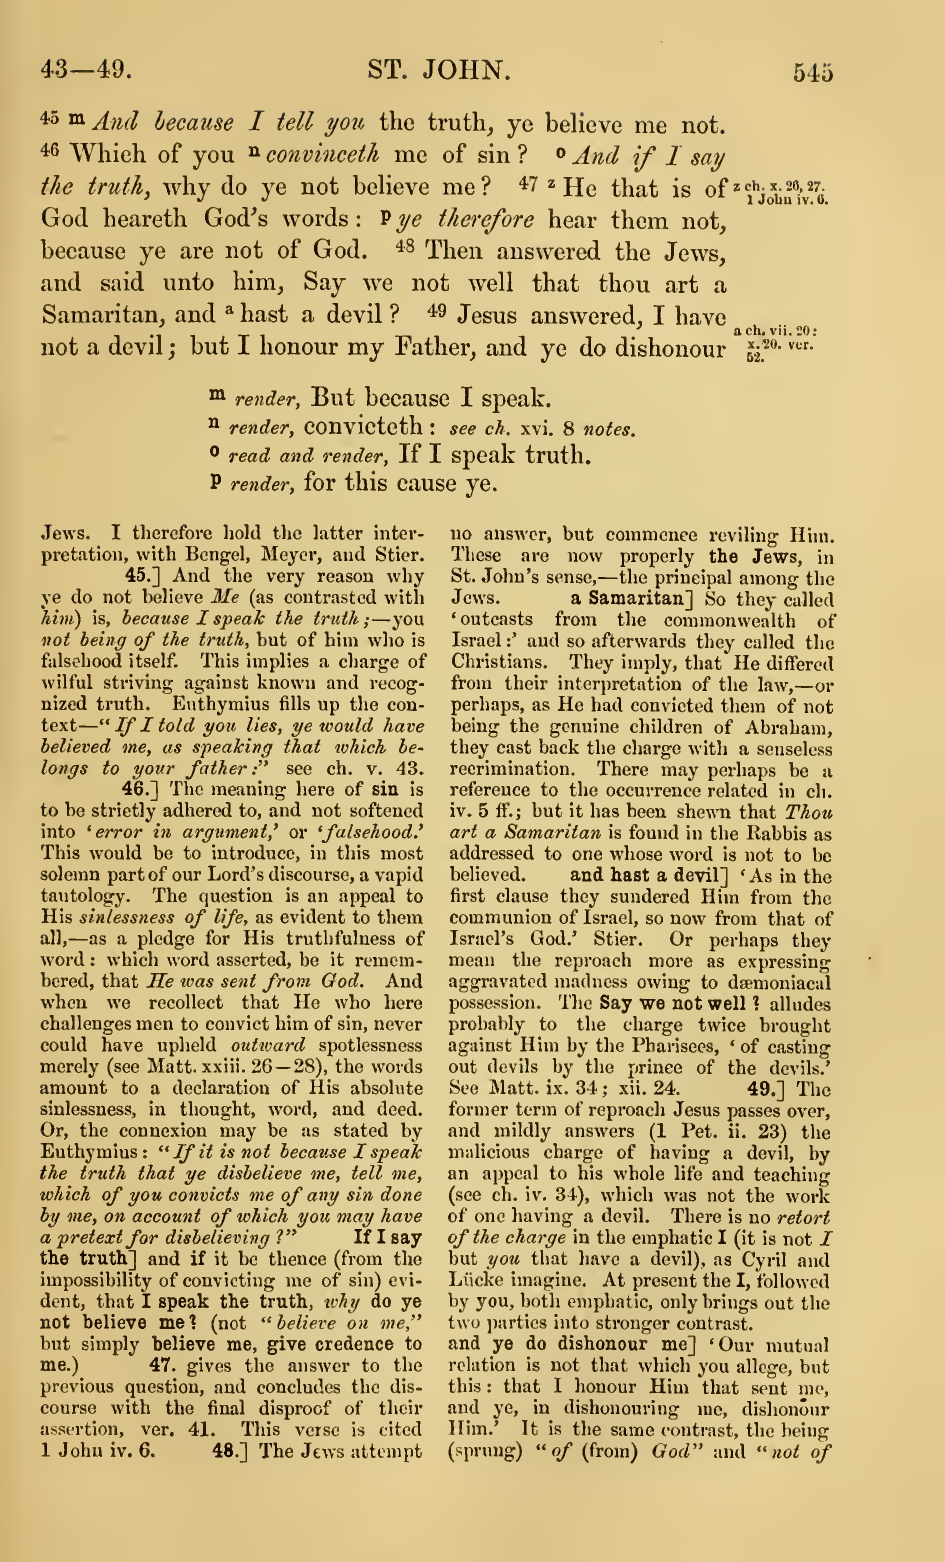 43—49.
ST. JOHN.
545
45 m And because I tell you the truth, ye believe me not.
46 Which of you n convinceth me of sin? o And if I say
the truth, why do ye not believe me? 47 z He that is of
God heareth God's words: p ye therefore hear them not,
because ye are not of God. 48 Then answered the Jews,
and said unto him, Say we not well that thou art a
Samaritan, and a hast a devil? 49 Jesus answered, I have
not a devil; but I honour my Father, and ye do dishonour
z ch. x. 26, 27.
1 John iv. 6.
a ch. vii. 20:
x. 20. ver.
52.
m render, But because I speak.
n render, convicteth: see ch. xvi. 8 notes.
o read and render, If I speak truth.
p render, for this cause ye.
Jews. I therefore hold the latter inter-
pretation, with Bengel, Meyer, and Stier.
45.] And the very reason why
ye do not believe Me (as contrasted with
him) is, because I speak the truth;—you
not being of the truth, but of him who is
falsehood itself. This implies a charge of
wilful striving against known and recog-
nized truth. Euthymius fills up the con-
text—"If I told you lies, ye would have
believed me, as speaking that which be-
longs to your father:" see ch. v. 43.
46.] The meaning here of sin is
to be strictly adhered to, and not softened
into 'error in argument,' or 'falsehood.'
This would be to introduce, in this most
solemn part of our Lord's discourse, a vapid
tautology. The question is an appeal to
His sinlessness of life, as evident to them
all,—as a pledge for His truthfulness of
word: which word asserted, be it remem-
bered, that He was sent from God. And
when we recollect that He who here
challenges men to convict him of sin, never
could have upheld outward spotlessness
merely (see Matt. xxiii. 26—28), the words
amount to a declaration of His absolute
sinlessness, in thought, word, and deed.
Or, the connexion may be as stated by
Euthymius: "If it is not because I speak
the truth that ye disbelieve me, tell me,
which of you convicts me of any sin done
by me, on account of which you may have
a pretext for disbelieving?" If I say
the truth] and if it be thence (from the
impossibility of convicting me of sin) evi-
dent, that I speak the truth, why do ye
not believe me? (not "believe on me,"
but simply believe me, give credence to
me.) 47. gives the answer to the
previous question, and concludes the dis-
course with the final disproof of their
assertion, ver. 41. This verse is cited
1 John iv. 6. 48.] The Jews attempt
no answer, but commence reviling Him.
These are now properly the Jews, in
St. John's sense,—the principal among the
Jews. a Samaritan] So they called
'outcasts from the commonwealth of
Israel:' and so afterwards they called the
Christians. They imply, that He differed
from their interpretation of the law,—or
perhaps, as He had convicted them of not
being the genuine children of Abraham,
they cast back the charge with a senseless
recrimination. There may perhaps be a
reference to the occurrence related in ch.
iv. 5 ff.; but it has been shewn that Thou
art a Samaritan is found in the Rabbis as
addressed to one whose word is not to be
believed. and hast a devil] 'As in the
first clause they sundered Him from the
communion of Israel, so now from that of
Israel's God.' Stier. Or perhaps they
mean the reproach more as expressing
aggravated madness owing to dæmoniacal
possession. The Say we not well? alludes
probably to the charge twice brought
against Him by the Pharisees, 'of casting
out devils by the prince of the devils.'
See Matt. ix. 34; xii. 24. 49.] The
former term of reproach Jesus passes over,
and mildly answers (1 Pet. ii. 23) the
malicious charge of having a devil, by
an appeal to his whole life and teaching
(see ch. iv. 34), which was not the work
of one having a devil. There is no retort
of the charge in the emphatic I (it is not I
but you that have a devil), as Cyril and
Lücke imagine. At present the I, followed
by you, both emphatic, only brings out the
two parties into stronger contrast.
and ye do dishonour me] 'Our mutual
relation is not that which you allege, but
this: that I honour Him that sent me,
and ye, in dishonouring me, dishonour
Him.' It is the same contrast, the being
(sprung) "of (from) God" and "not of